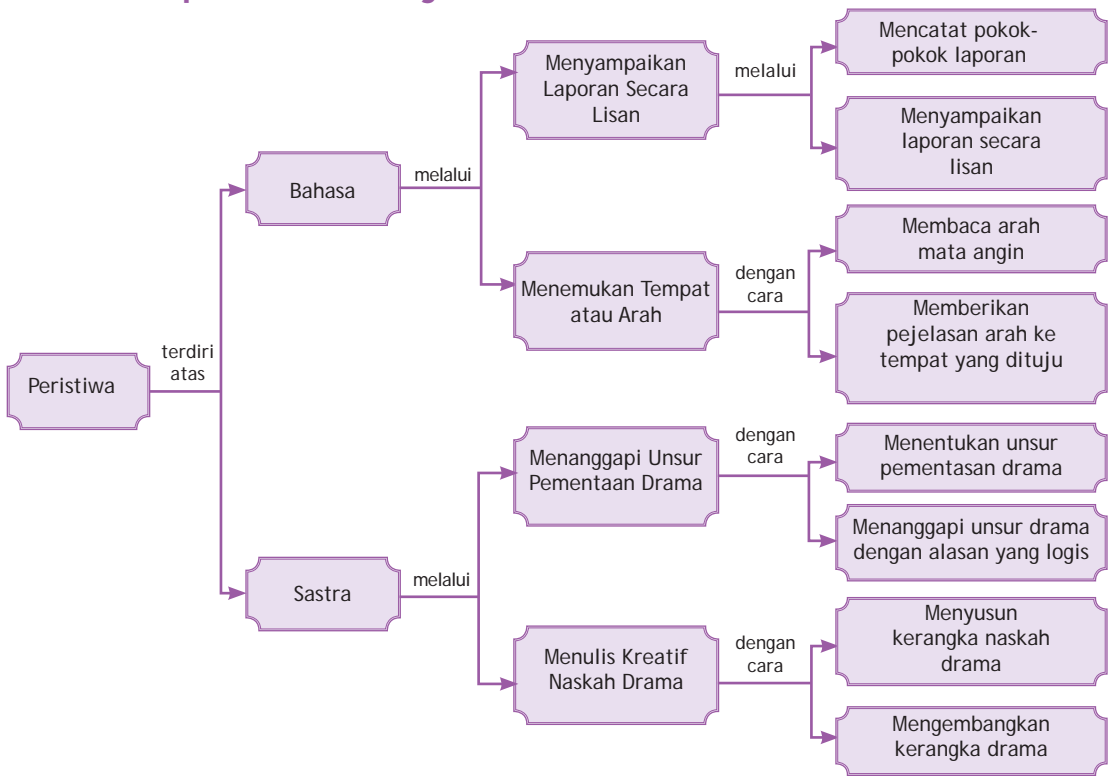 Peristiwa
terdiri
atas
Bahasa
melalui
Menyampaikan
Laporan Secara
Lisan
melalui
Mencatat pokok-
pokok laporan
Menyampaikan
laporan secara
lisan
Menemukan Tempat
atau Arah
dengan
cara
Membaca arah
mata angin
Memberikan
pejelasan arah ke
tempat yang dituju
Sastra
melalui
Menanggapi Unsur
Pementaan Drama
dengan
cara
Menentukan unsur
pementasan drama
Menanggapi unsur drama
dengan alasan yang logis
Menulis Kreatif
Naskah Drama
dengan
cara
Menyusun
kerangka naskah
drama
Mengembangkan
kerangka drama